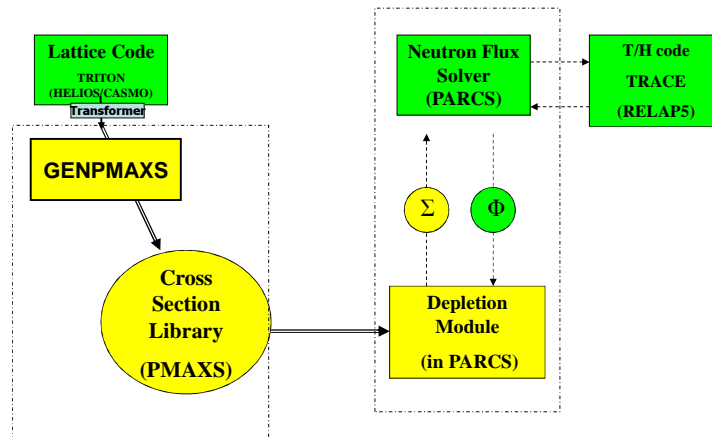 Lattice Code
TRITON
(HELIOS/CASMO)
Transformer
GENPMAXS
Cross
Section
Library
(PMAXS)
Neutron Flux
Solver
(PARCS)
Σ
Φ
Depletion
Module
(in PARCS)
T/H code
TRACE
(RELAP5)